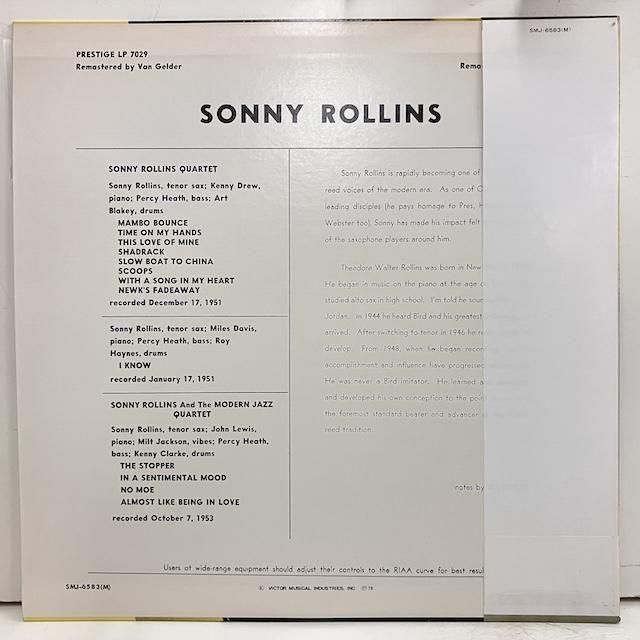 SMJ-6583(M)
PRESTIGE LP 7029
Remastered by Van Gelder
Rema
SONNY ROLLINS
SONNY ROLLINS QUARTET
Sonny Rollins, tenor sax; Kenny Drew,
piano; Percy Heath, bass; Art
Blakey, drums
MAMBO BOUNCE
TIME ON MY HANDS
THIS LOVE OF MINE
SHADRACK
SLOW BOAT TO CHINA
SCOOPS
WITH A SONG IN MY HEART
NEWK'S FADEAWAY
recorded December 17, 1951
Sonny Rollins, tenor sax; Miles Davis,
piano; Percy Heath, bass; Roy
Haynes, drums
I KNOW
recorded January 17, 1951
SONNY ROLLINS And The MODERN JAZZ
QUARTET
Sonny Rollins, tenor sax; John Lewis,
piano; Milt Jackson, vibes; Percy Heath,
bass; Kenny Clarke, drums
THE STOPPER
IN A SENTIMENTAL MOOD
NO MOE
ALMOST LIKE BEING IN LOVE
recorded October 7, 1953
Sonny Rollins is rapidly becoming one of
reed voices of the modern era. As one of C
leading disciples (he pays homage to Pres, H
Webster too), Sonny has made his impact felt
of the saxophone players around him.
Theodore Walter Rollins was born in New
He began in music on the piano at the age
studied alto sax in high school. I'm told he soun
Jordan. In 1944 he heard Bird and his greatest
arrived. After switching to tenor in 1946 he re
develop. From 1948, when he began recor
accomplishment and influence have progressed
He was never a Bird imitator. He learned a
and developed his own conception to the poin
the foremost standard bearer and advancer
reed tradition.
notes by
Users of wide-range equipment should adjust their controls to the RIAA curve for best resul
SMJ-6583(M)
© VICTOR MUSICAL INDUSTRIES, INC. Ⓟ 76